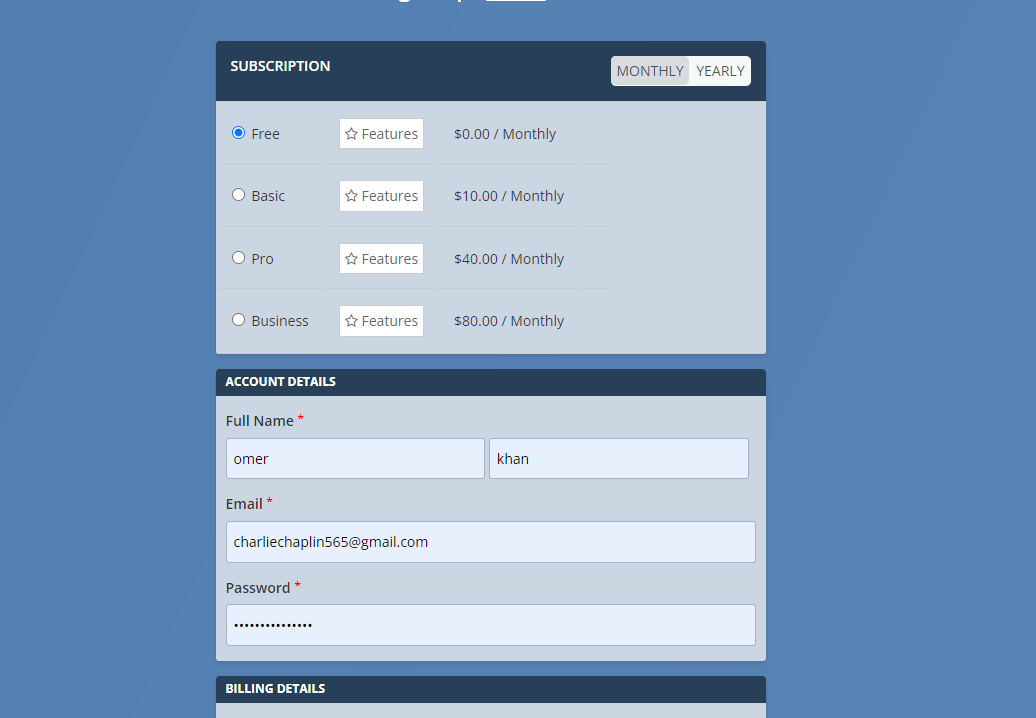 SUBSCRIPTION MONTHLY YEARLY
Free Features $0.00 / Monthly
Basic Features $10.00 / Monthly
Pro Features $40.00 / Monthly
Business Features $80.00 / Monthly
ACCOUNT DETAILS
Full Name *
omer khan
Email *
charliechaplin565@gmail.com
Password *
•••••••••••••••
BILLING DETAILS